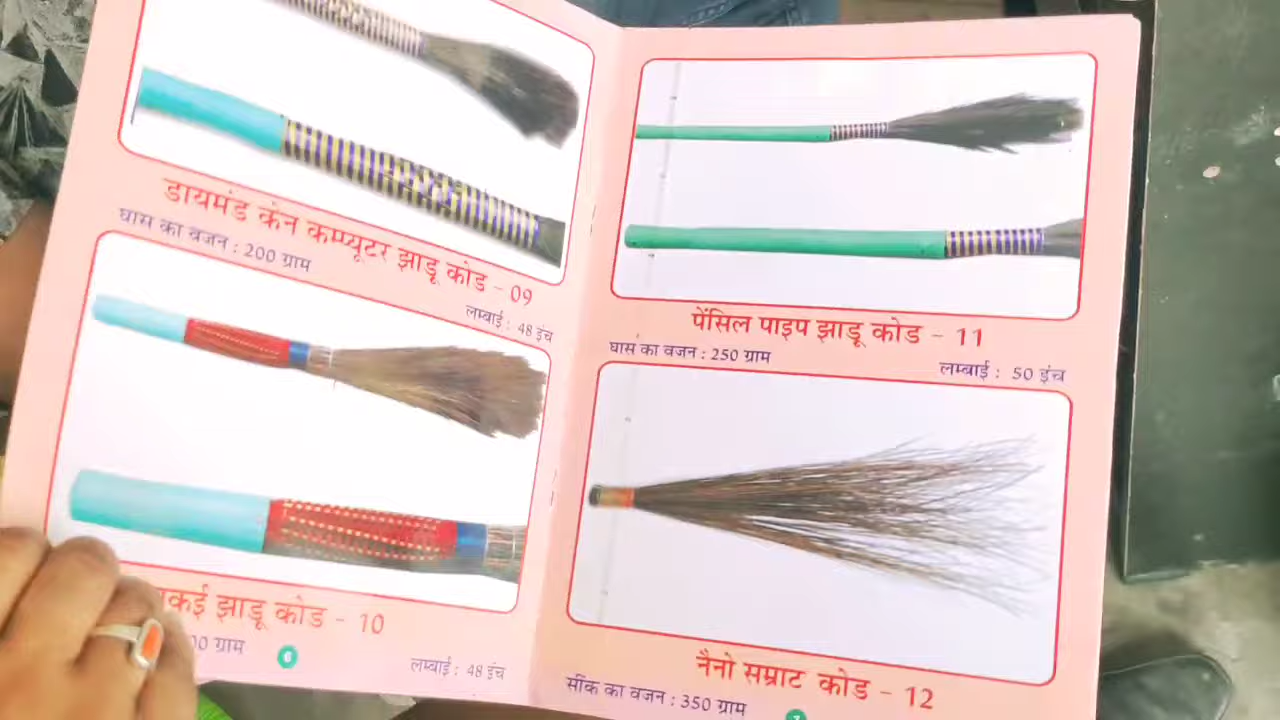 डायमंड केन कम्प्यूटर झाडू कोड - 09
घास का वजन : 200 ग्राम
लम्बाई : 48 इंच
झाडू कोड - 10
ग्राम
लम्बाई : 48 इंच
6
पेंसिल पाइप झाडू कोड - 11
घास का वजन : 250 ग्राम
लम्बाई : 50 इंच
नैनो सम्राट कोड - 12
सींक का वजन : 350 ग्राम